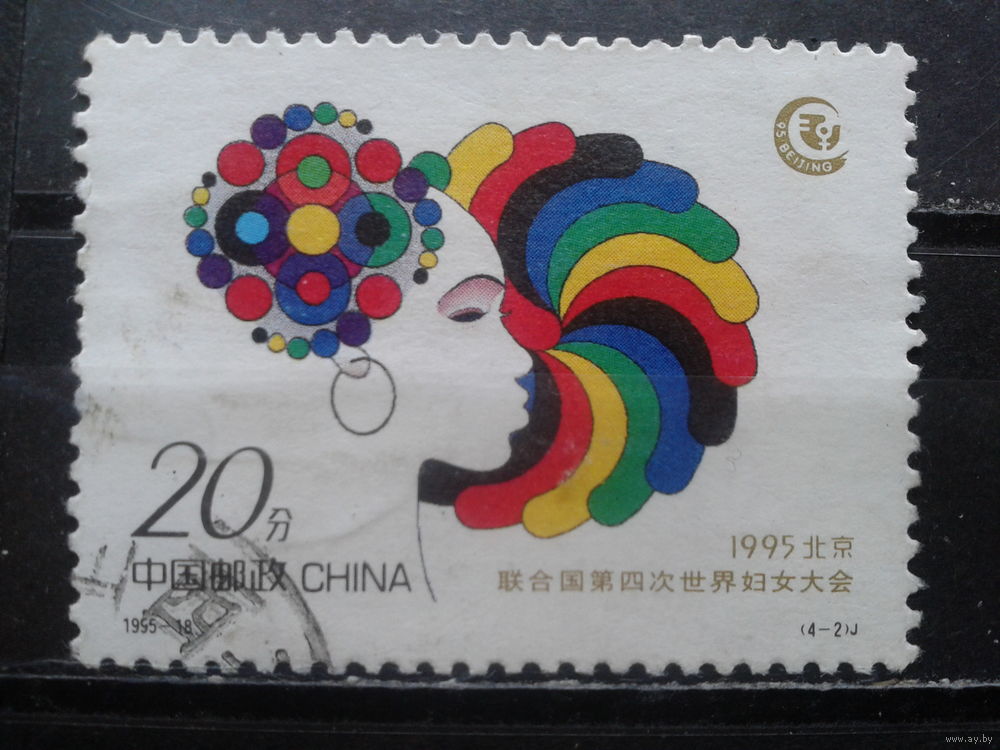 95·BEIJING
20分
中国邮政 CHINA
1995-18
1995北京
联合国第四次世界妇女大会
(4-2)J
www.ay.by